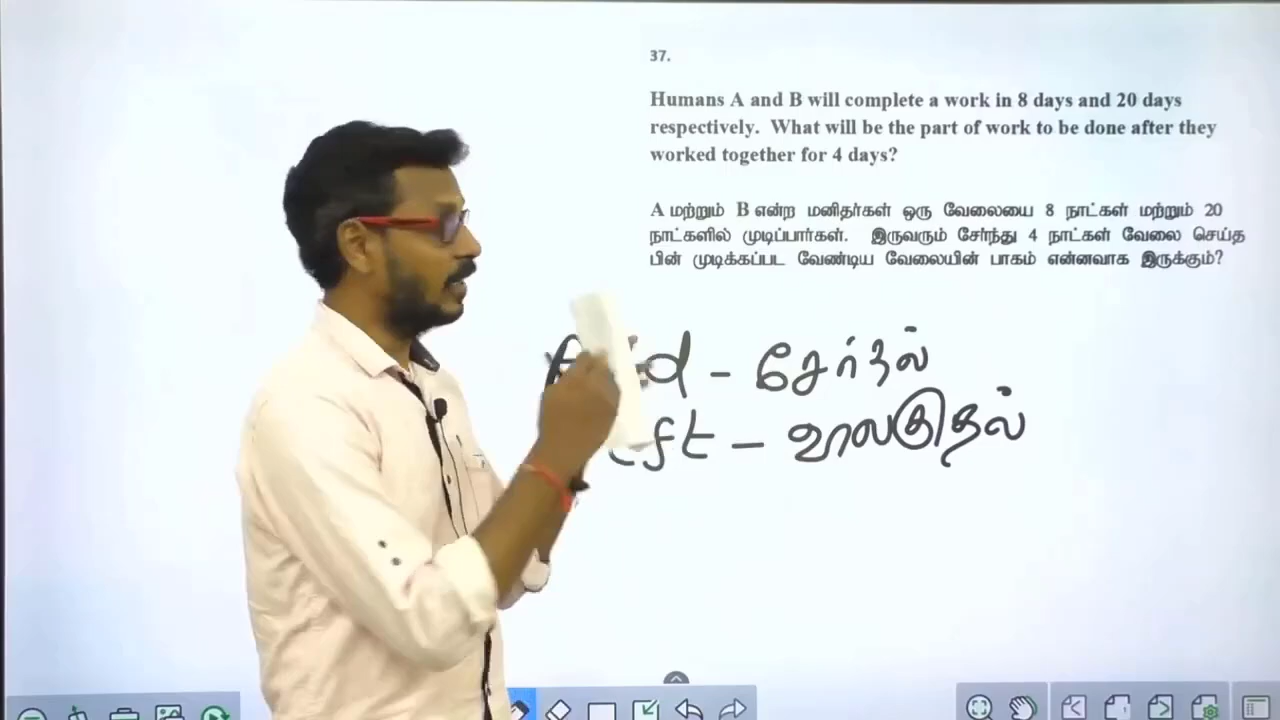 37.
Humans A and B will complete a work in 8 days and 20 days
respectively. What will be the part of work to be done after they
worked together for 4 days?
A மற்றும் B என்ற மனிதர்கள் ஒரு வேலையை 8 நாட்கள் மற்றும் 20
நாட்களில் முடிப்பார்கள். இருவரும் சேர்ந்து 4 நாட்கள் வேலை செய்த
பின் முடிக்கப்பட வேண்டிய வேலையின் பாகம் என்னவாக இருக்கும்?
- சேர்தல்
-